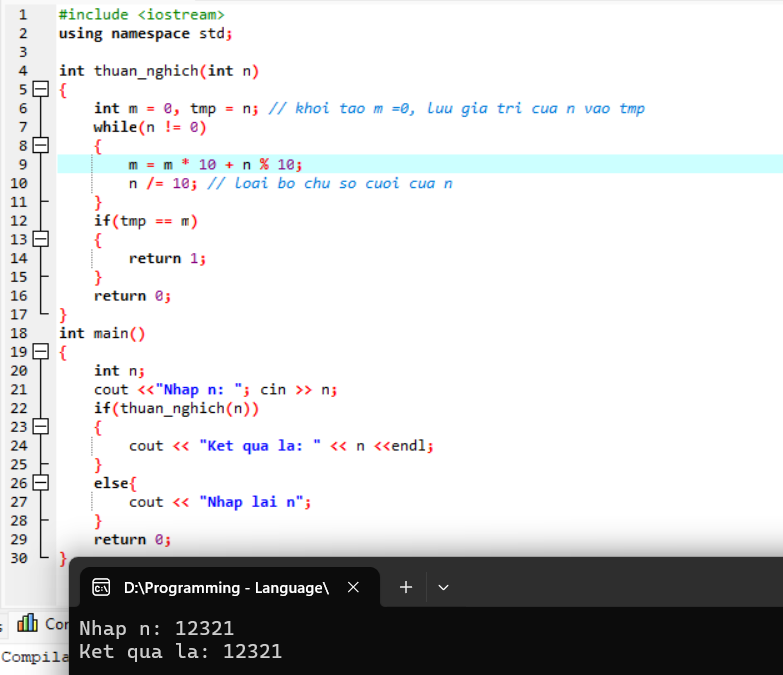 1 #include <iostream>
2 using namespace std;
3
4 int thuan_nghich(int n)
5 {
6 int m = 0, tmp = n; // khoi tao m =0, luu gia tri cua n vao tmp
7 while(n != 0)
8 {
9 m = m * 10 + n % 10;
10 n /= 10; // loai bo chu so cuoi cua n
11 }
12 if(tmp == m)
13 {
14 return 1;
15 }
16 return 0;
17 }
18 int main()
19 {
20 int n;
21 cout <<"Nhap n: "; cin >> n;
22 if(thuan_nghich(n))
23 {
24 cout << "Ket qua la: " << n <<endl;
25 }
26 else{
27 cout << "Nhap lai n";
28 }
29 return 0;
30 }
D:\Programming - Language\
Nhap n: 12321
Ket qua la: 12321